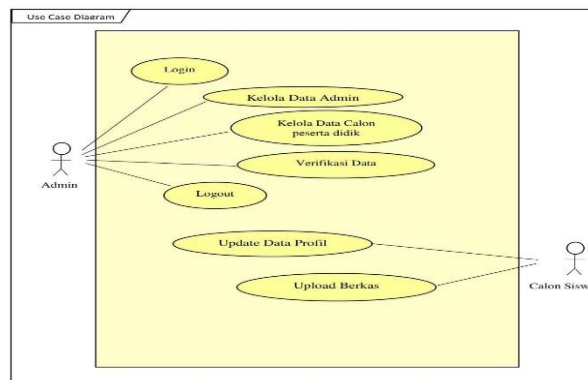 Use Case Diagram
Login
Kelola Data Admin
Kelola Data Calon
peserta didik
Verifikasi Data
Admin
Logout
Update Data Profil
Upload Berkas
Calon Sisw